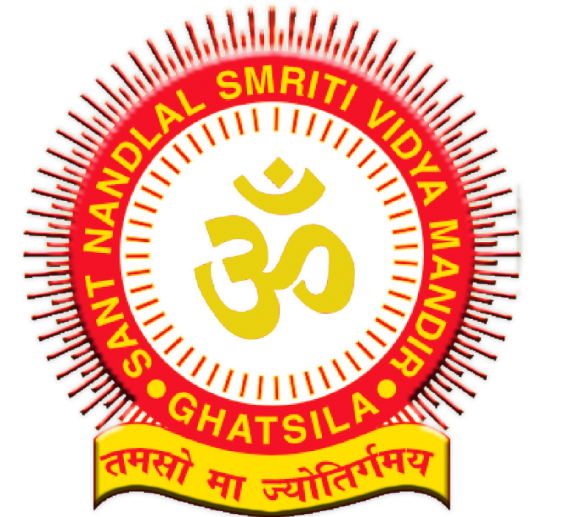 SANT NANDLAL SMRITI VIDYA MANDIR
GHATSILA
ॐ
तमसो मा ज्योतिर्गमय